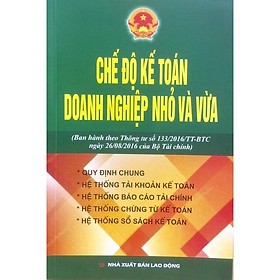 CHẾ ĐỘ KẾ TOÁN
DOANH NGHIỆP NHỎ VÀ VỪA
(Ban hành theo Thông tư số 133/2016/TT-BTC
ngày 26/08/2016 của Bộ Tài chính)
* QUY ĐỊNH CHUNG
* HỆ THỐNG TÀI KHOẢN KẾ TOÁN
* HỆ THỐNG BÁO CÁO TÀI CHÍNH
* HỆ THỐNG CHỨNG TỪ KẾ TOÁN
* HỆ THỐNG SỔ SÁCH KẾ TOÁN
NHÀ XUẤT BẢN LAO ĐỘNG